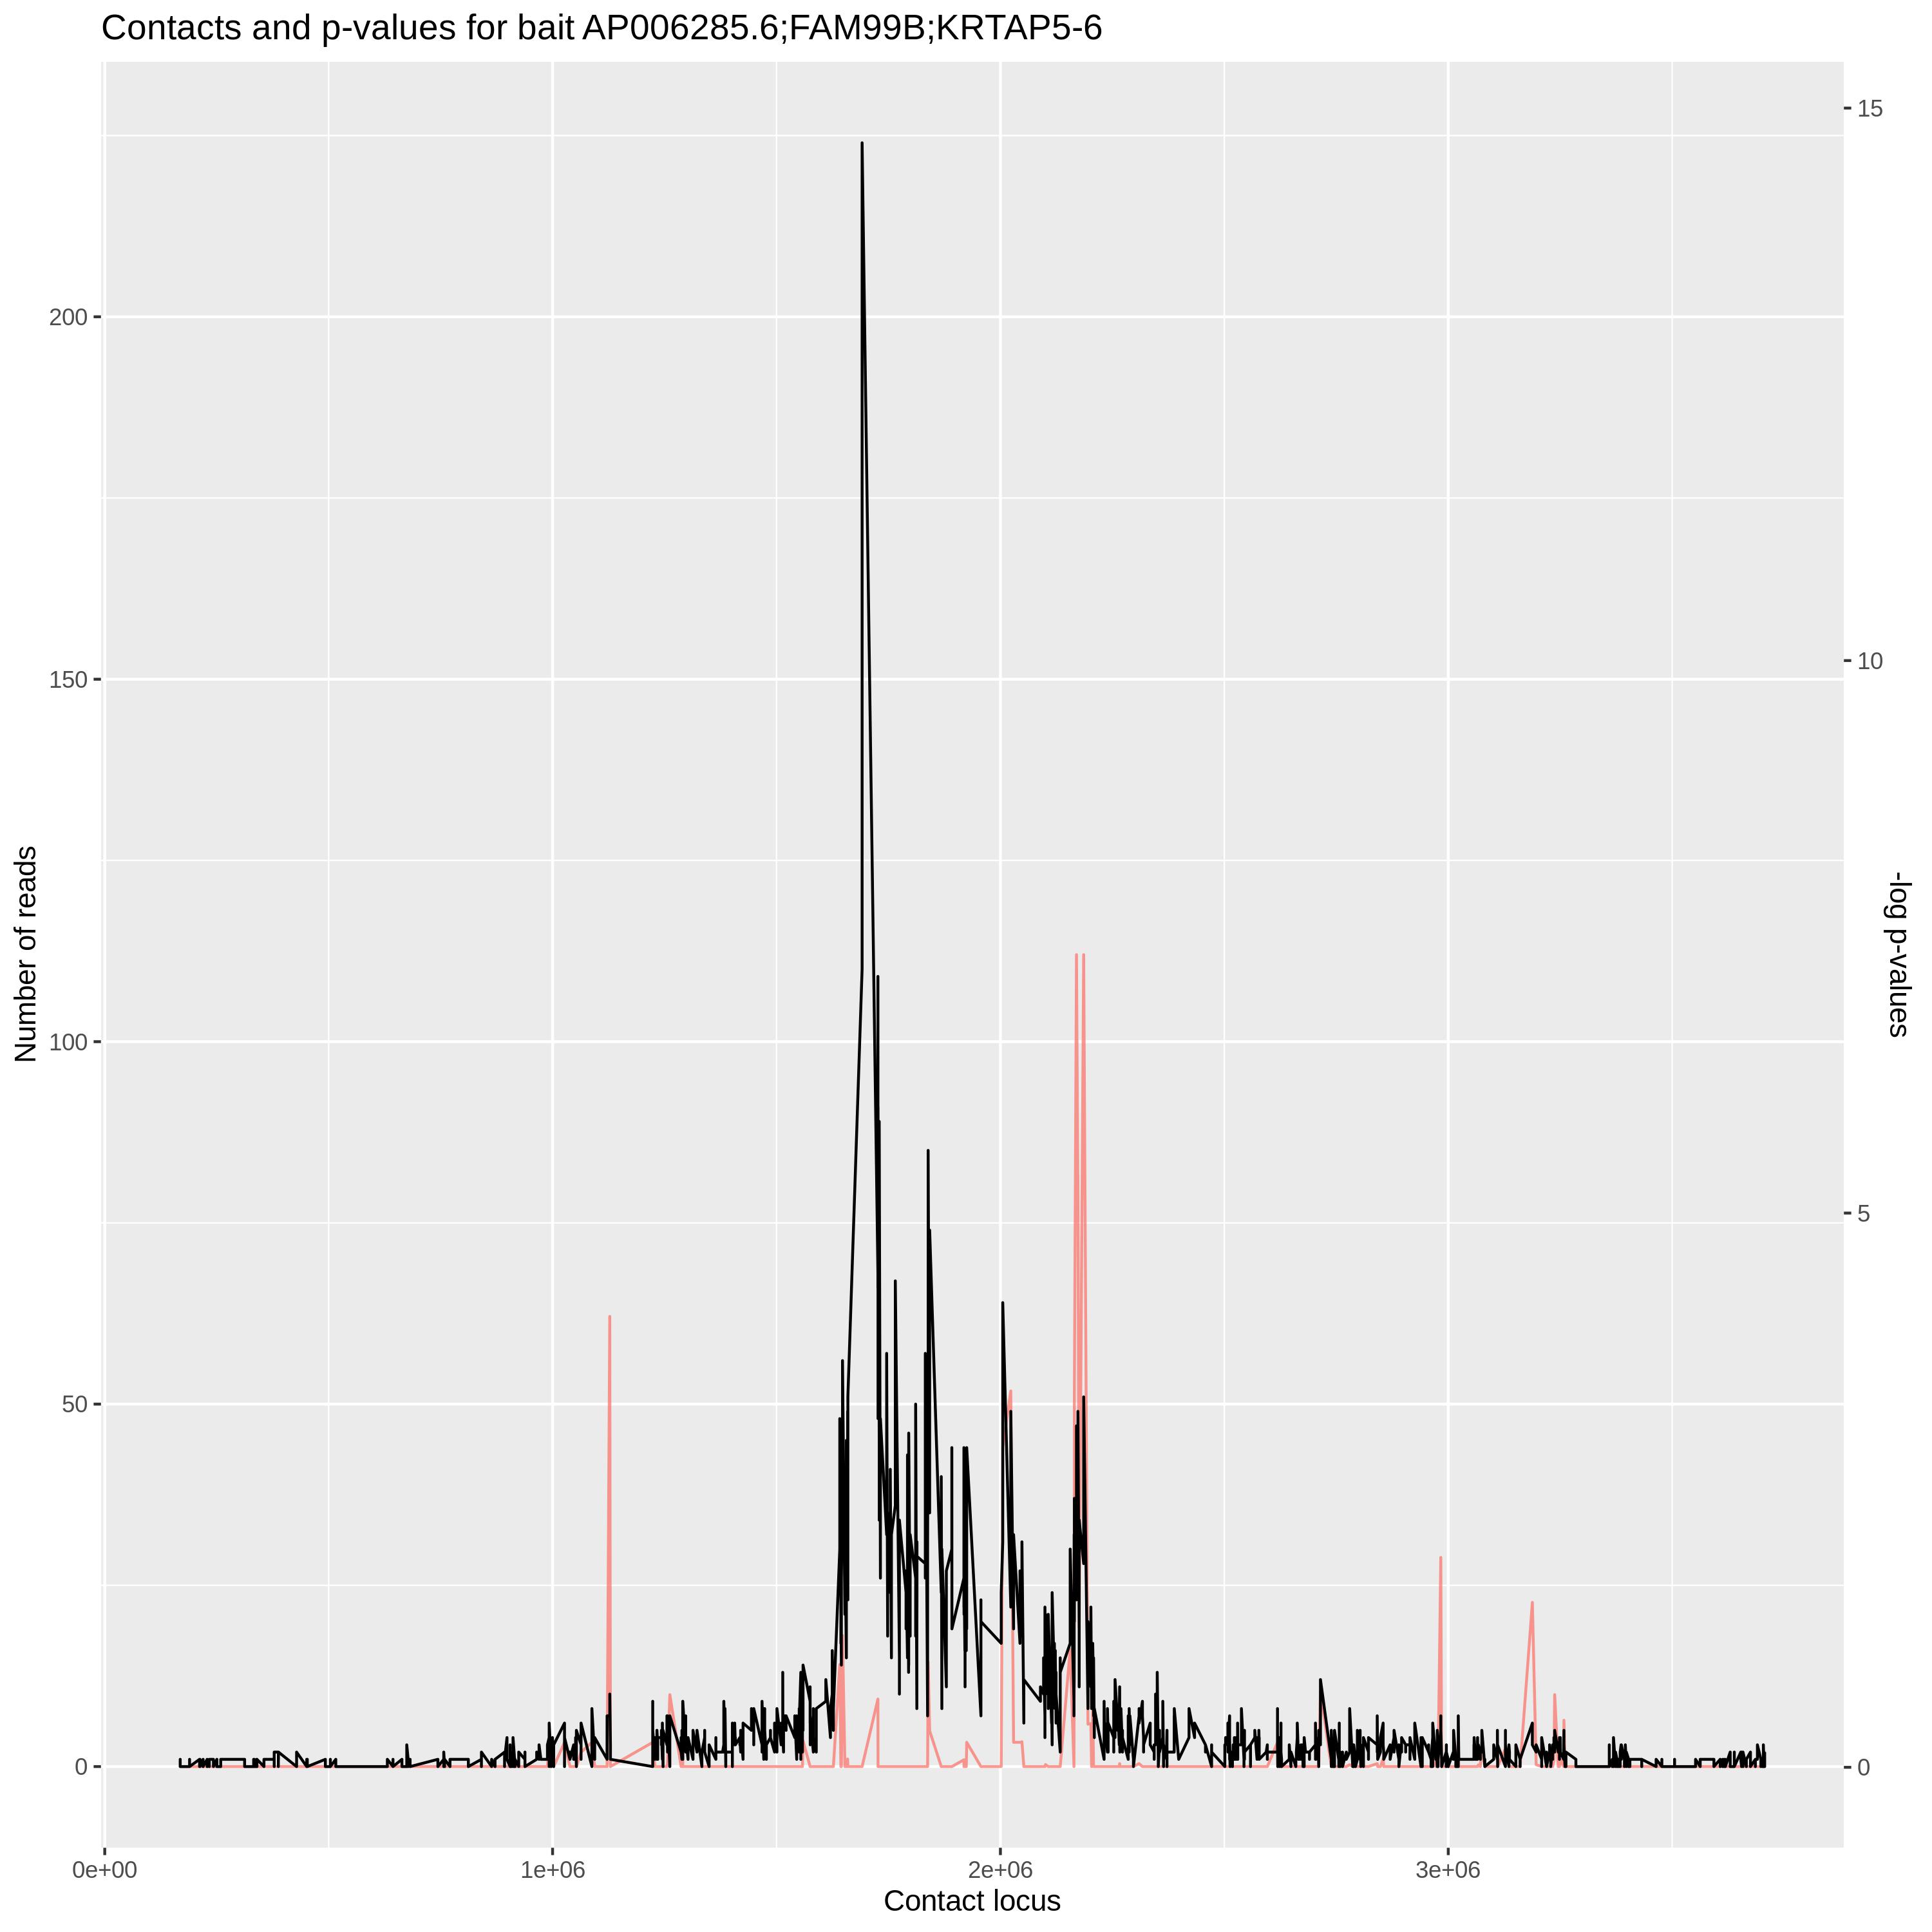 Contacts and p-values for bait AP006285.6;FAM99B;KRTAP5-6
15
200
10
150
Number of reads
-log p-values
100
5
50
0
0
0e+00
1e+06
2e+06
3e+06
Contact locus